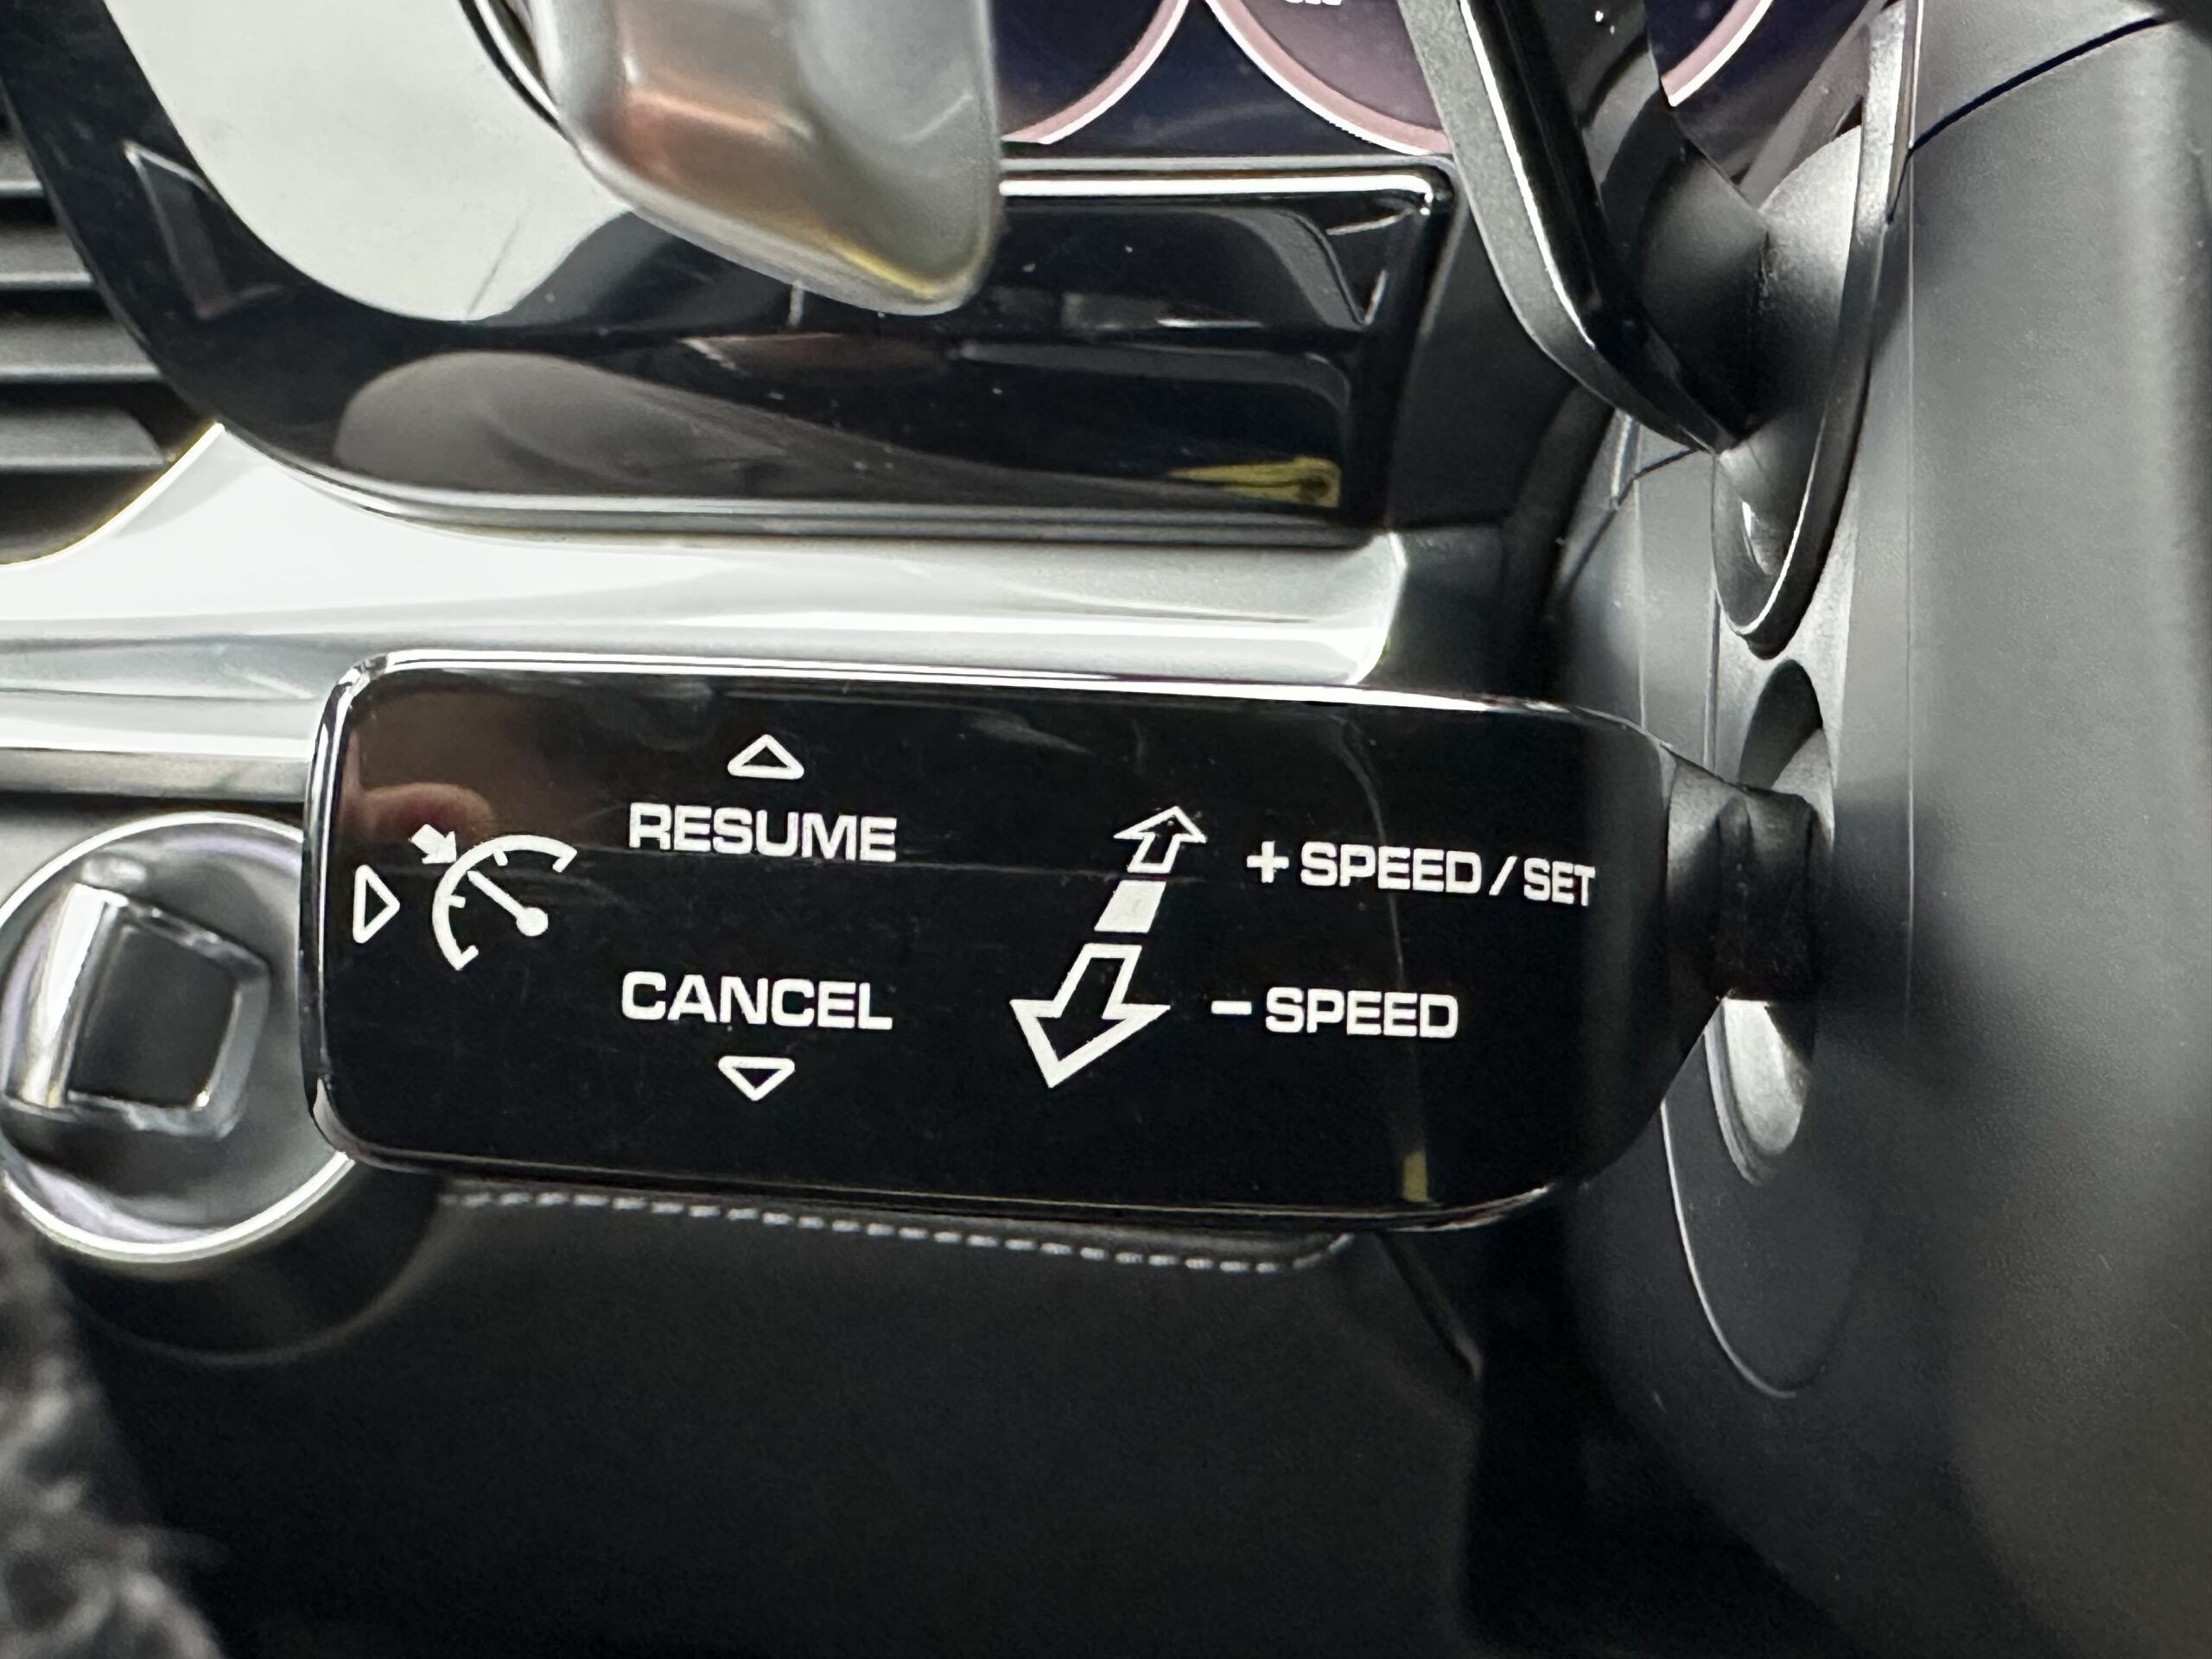 RESUME
+ SPEED / SET
CANCEL
− SPEED